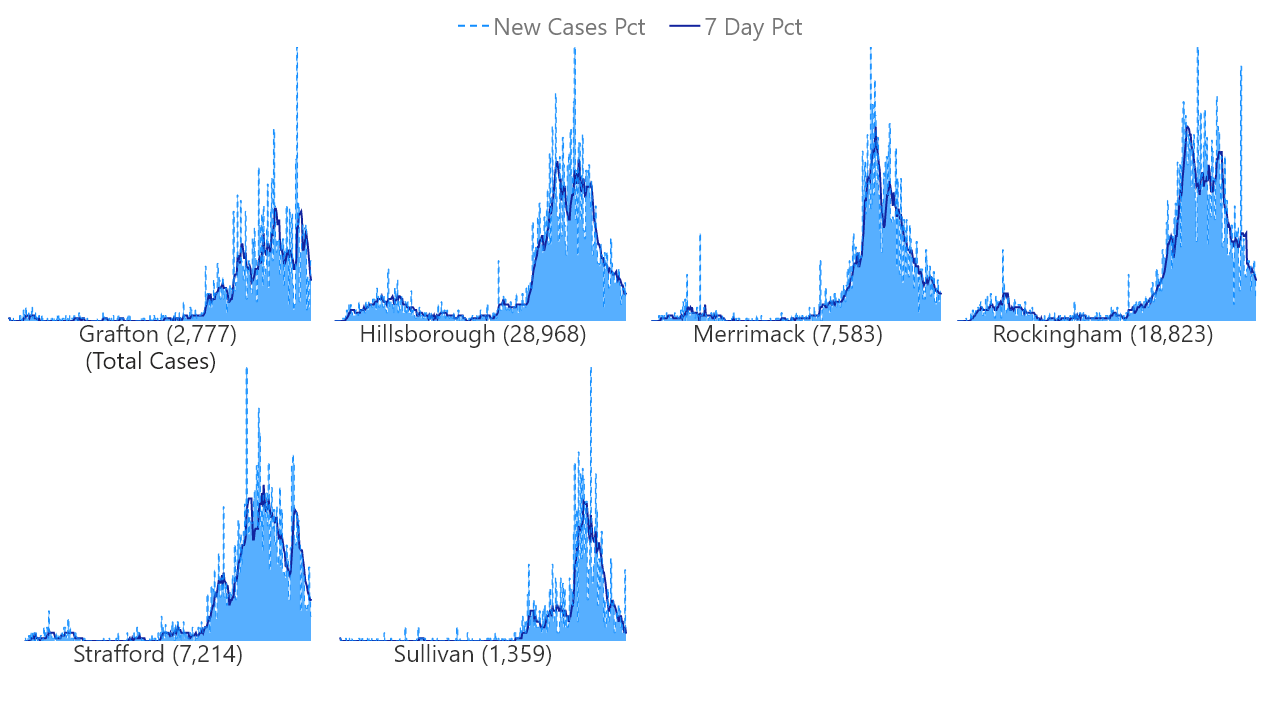 New Cases Pct 7 Day Pct
Grafton (2,777) Hillsborough (28,968) Merrimack (7,583) Rockingham (18,823)
(Total Cases)
Strafford (7,214) Sullivan (1,359)